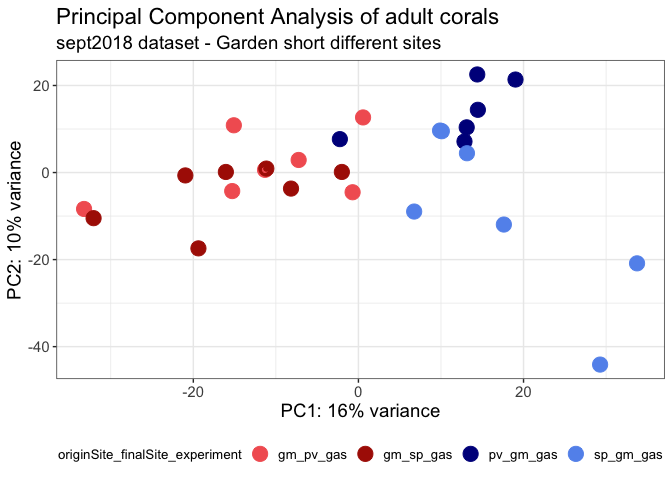 Principal Component Analysis of adult corals
sept2018 dataset - Garden short different sites
20
0
-20
-40
PC2: 10% variance
-20 0 20
PC1: 16% variance
originSite_finalSite_experiment gm_pv_gas gm_sp_gas pv_gm_gas sp_gm_gas